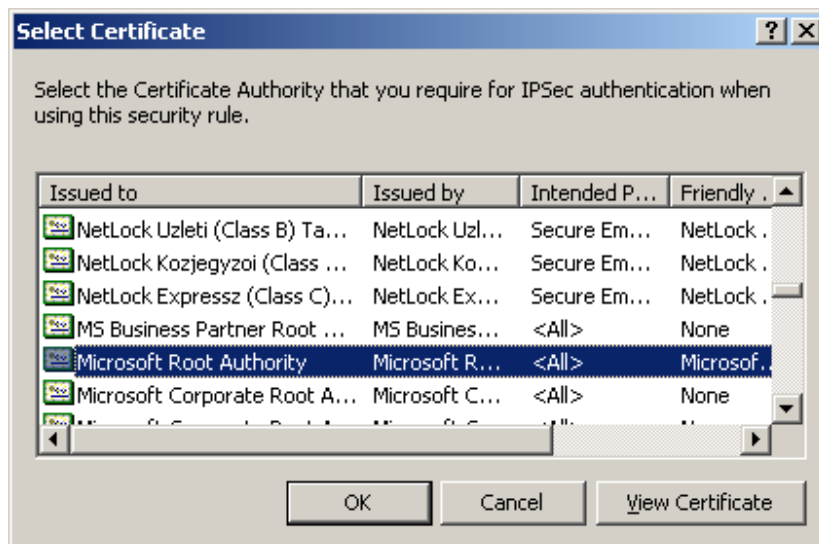 Select Certificate
Select the Certificate Authority that you require for IPSec authentication when
using this security rule.
Issued to Issued by Intended P... Friendly .
NetLock Uzleti (Class B) Ta... NetLock Uzl... Secure Em... NetLock .
NetLock Kozjegyzoi (Class ... NetLock Ko... Secure Em... NetLock .
NetLock Expressz (Class C)... NetLock Ex... Secure Em... NetLock .
MS Business Partner Root ... MS Busines... <All> None
Microsoft Root Authority Microsoft R... <All> Microsof..
Microsoft Corporate Root A... Microsoft C... <All> None
OK Cancel View Certificate